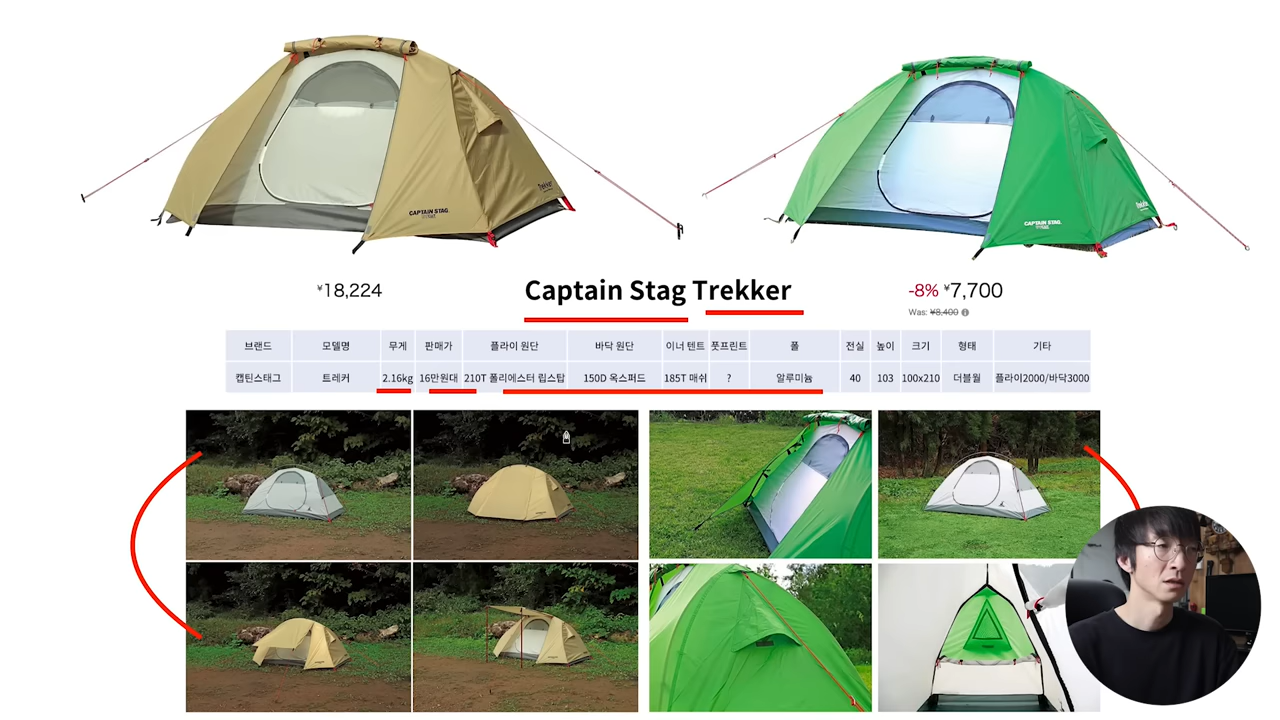 CAPTAIN STAG
Trekker
CAPTAIN STAG
Trekker
¥18,224
Captain Stag Trekker
-8% ¥7,700
Was: ¥8,400
브랜드 모델명 무게 판매가 플라이 원단 바닥 원단 이너 텐트 풋프린트 폴 전실 높이 크기 형태 기타
캡틴스태그 트레커 2.16kg 16만원대 210T 폴리에스터 립스탑 150D 옥스퍼드 185T 매쉬 ? 알루미늄 40 103 100x210 더블월 플라이2000/바닥3000